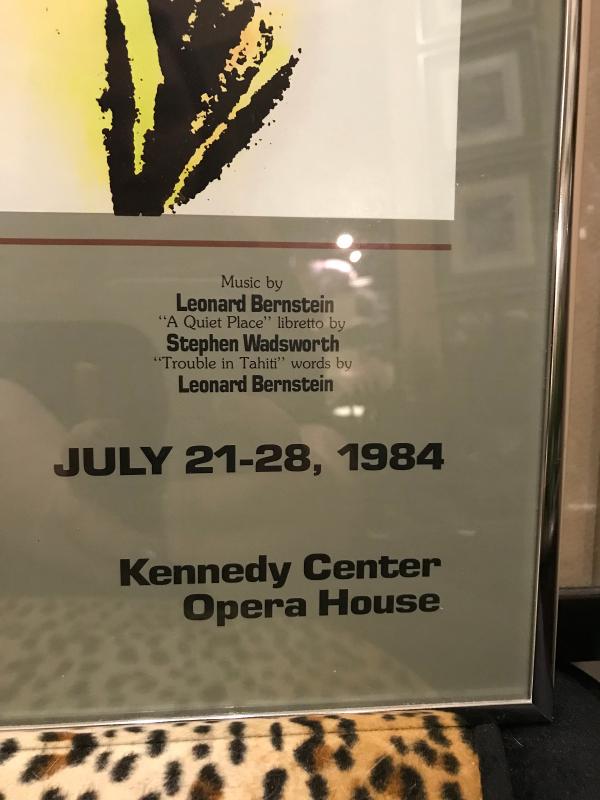 Music by
Leonard Bernstein
“A Quiet Place” libretto by
Stephen Wadsworth
“Trouble in Tahiti” words by
Leonard Bernstein
JULY 21-28, 1984
Kennedy Center
Opera House